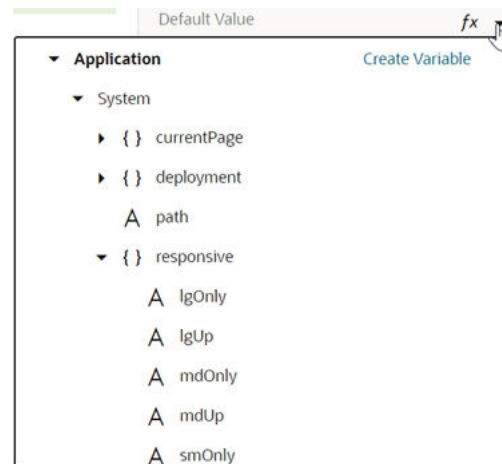 Default Value fx
Application Create Variable
System
{ } currentPage
{ } deployment
A path
{ } responsive
A lgOnly
A lgUp
A mdOnly
A mdUp
A smOnly